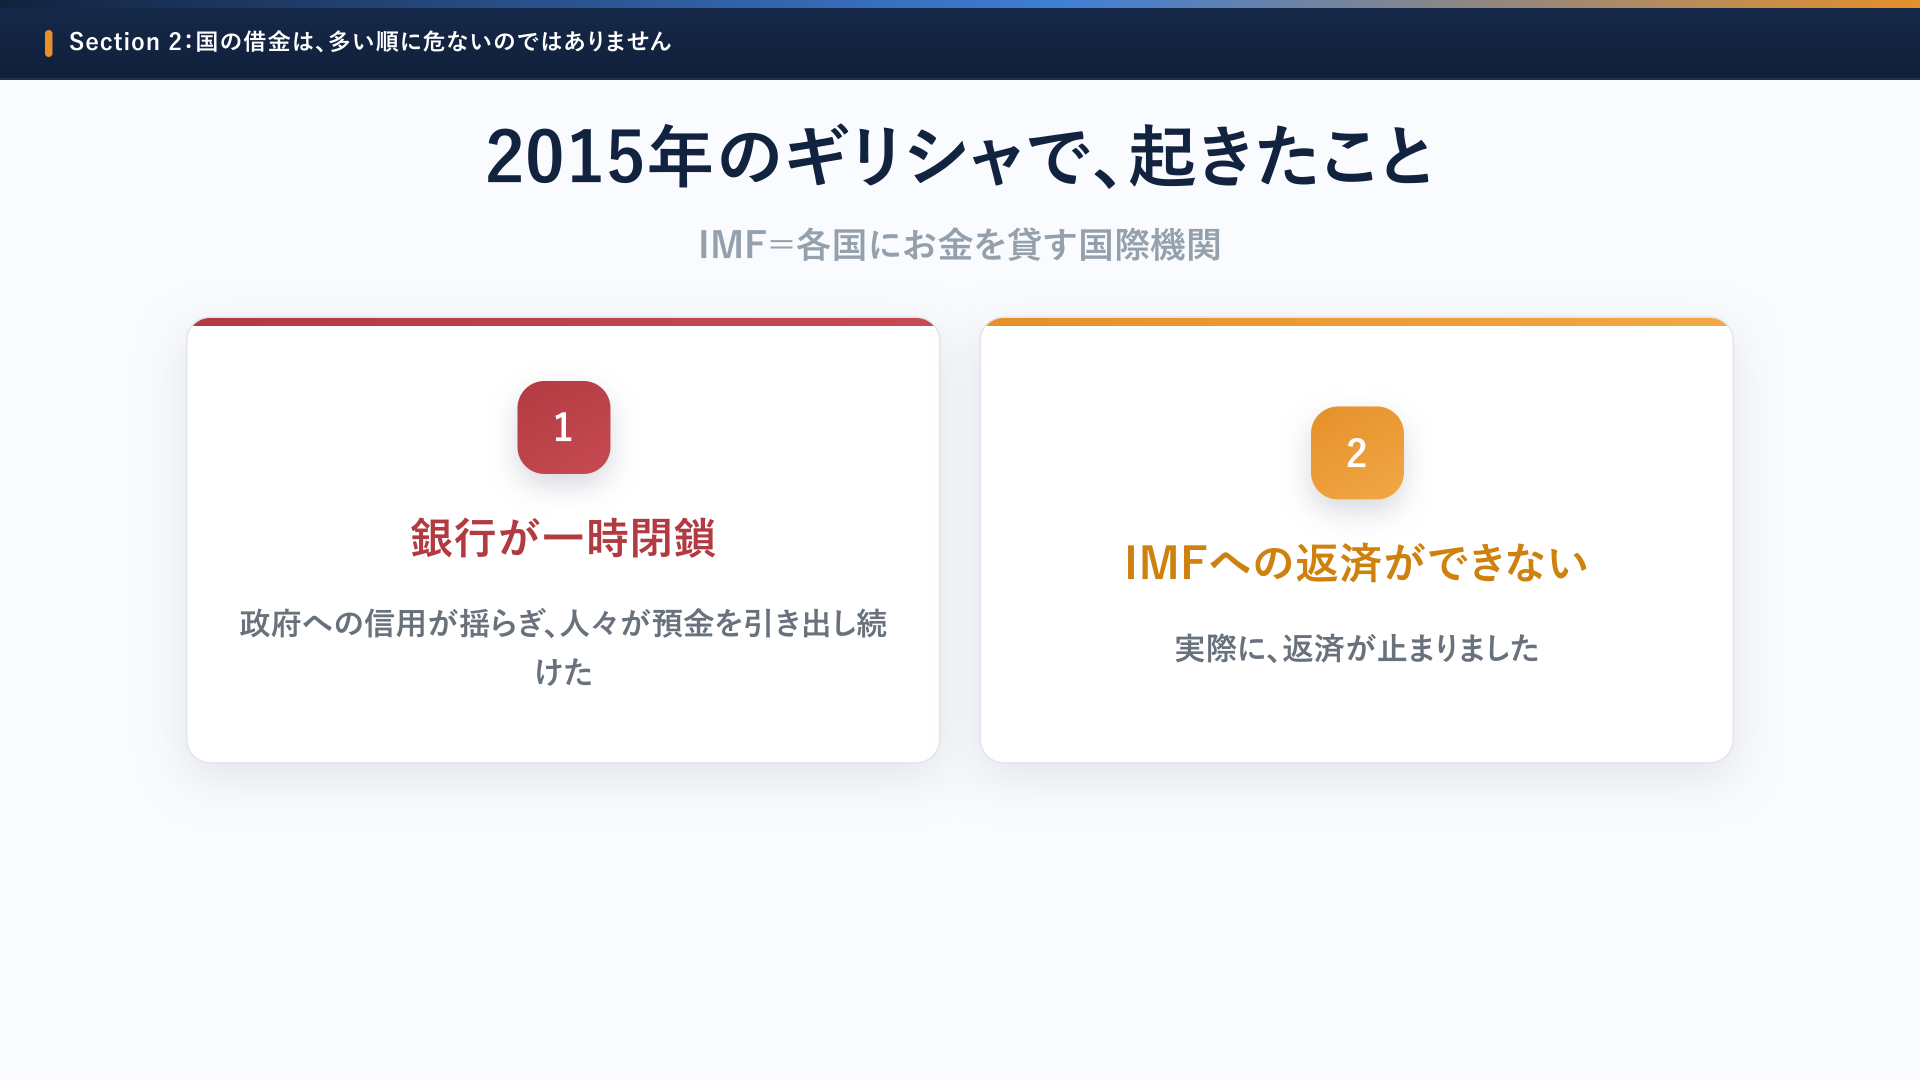 Section 2：国の借金は、多い順に危ないのではありません
2015年のギリシャで、起きたこと
IMF＝各国にお金を貸す国際機関
1
銀行が一時閉鎖
政府への信用が揺らぎ、人々が預金を引き出し続
けた
2
IMFへの返済ができない
実際に、返済が止まりました